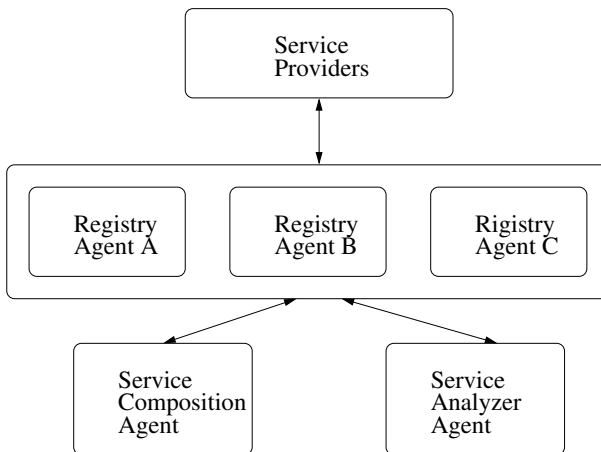 Service
Providers
Registry
Agent A
Registry
Agent B
Rigistry
Agent C
Service
Composition
Agent
Service
Analyzer
Agent